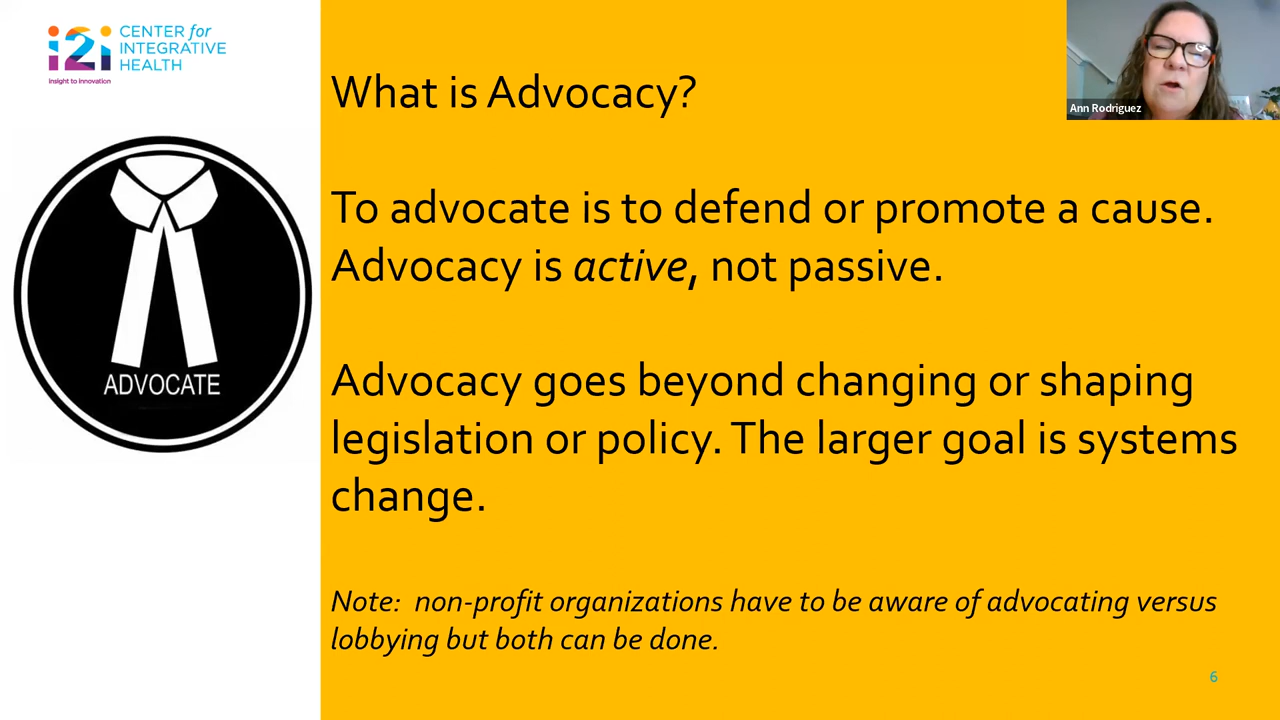 CENTER for
INTEGRATIVE
HEALTH
i2i
insight to innovation
Ann Rodriguez
What is Advocacy?
To advocate is to defend or promote a cause.
Advocacy is active, not passive.
Advocacy goes beyond changing or shaping
legislation or policy. The larger goal is systems
change.
Note:  non-profit organizations have to be aware of advocating versus
lobbying but both can be done.
ADVOCATE
6